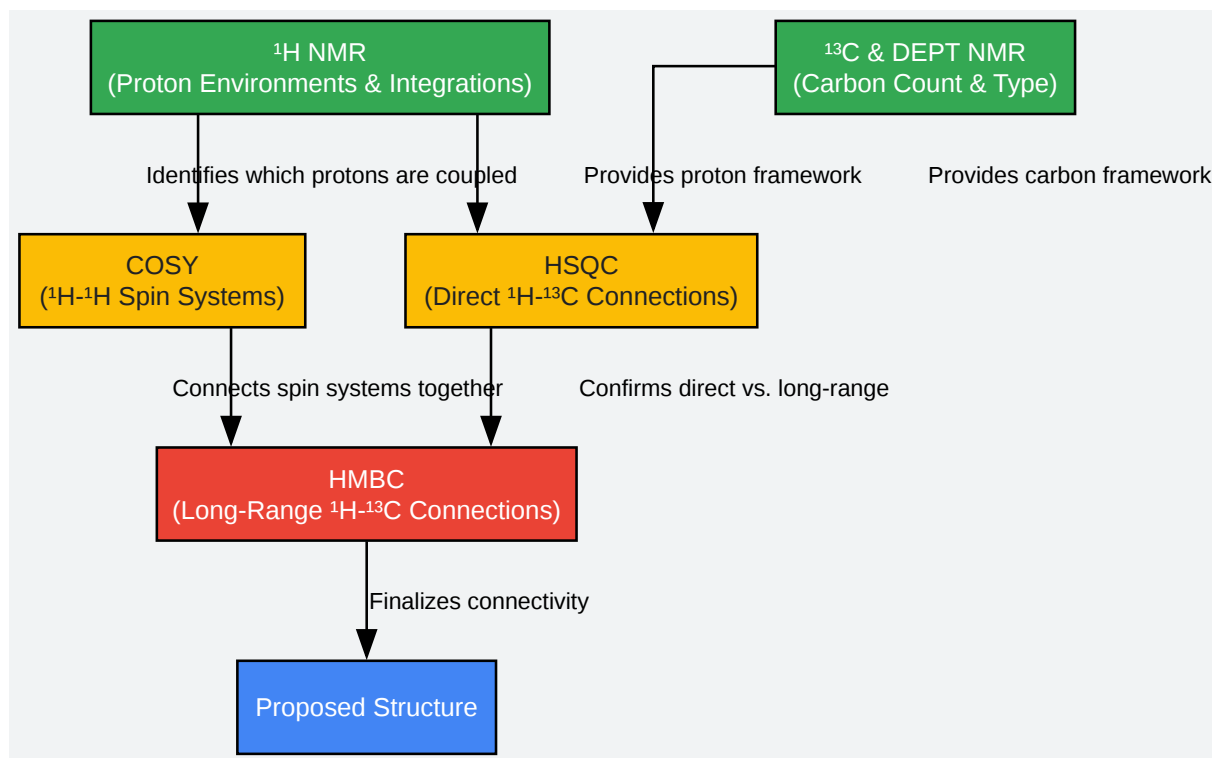 ¹H NMR
(Proton Environments & Integrations)
¹³C & DEPT NMR
(Carbon Count & Type)
Identifies which protons are coupled
Provides proton framework
Provides carbon framework
COSY
(¹H-¹H Spin Systems)
HSQC
(Direct ¹H-¹³C Connections)
Connects spin systems together
Confirms direct vs. long-range
HMBC
(Long-Range ¹H-¹³C Connections)
Finalizes connectivity
Proposed Structure